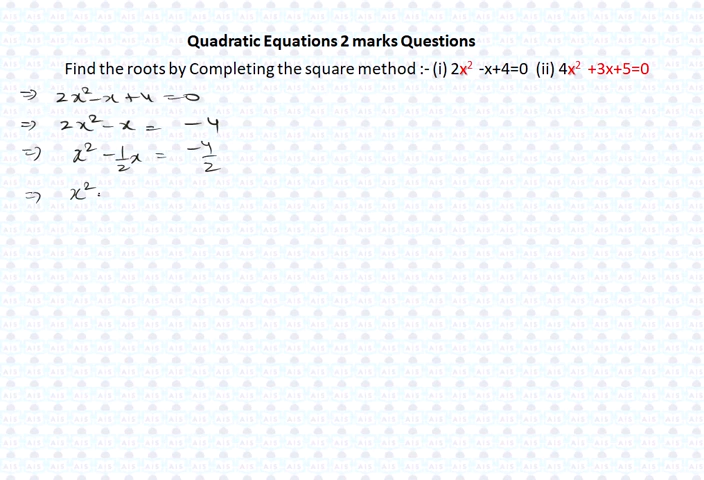 Quadratic Equations 2 marks Questions
Find the roots by Completing the square method :- (i) 2x² -x+4=0 (ii) 4x² +3x+5=0
⇒ 2x² - x + 4 = 0
⇒ 2x² - x = -4
⇒ x² - 1/2 x = -4/2
⇒ x²